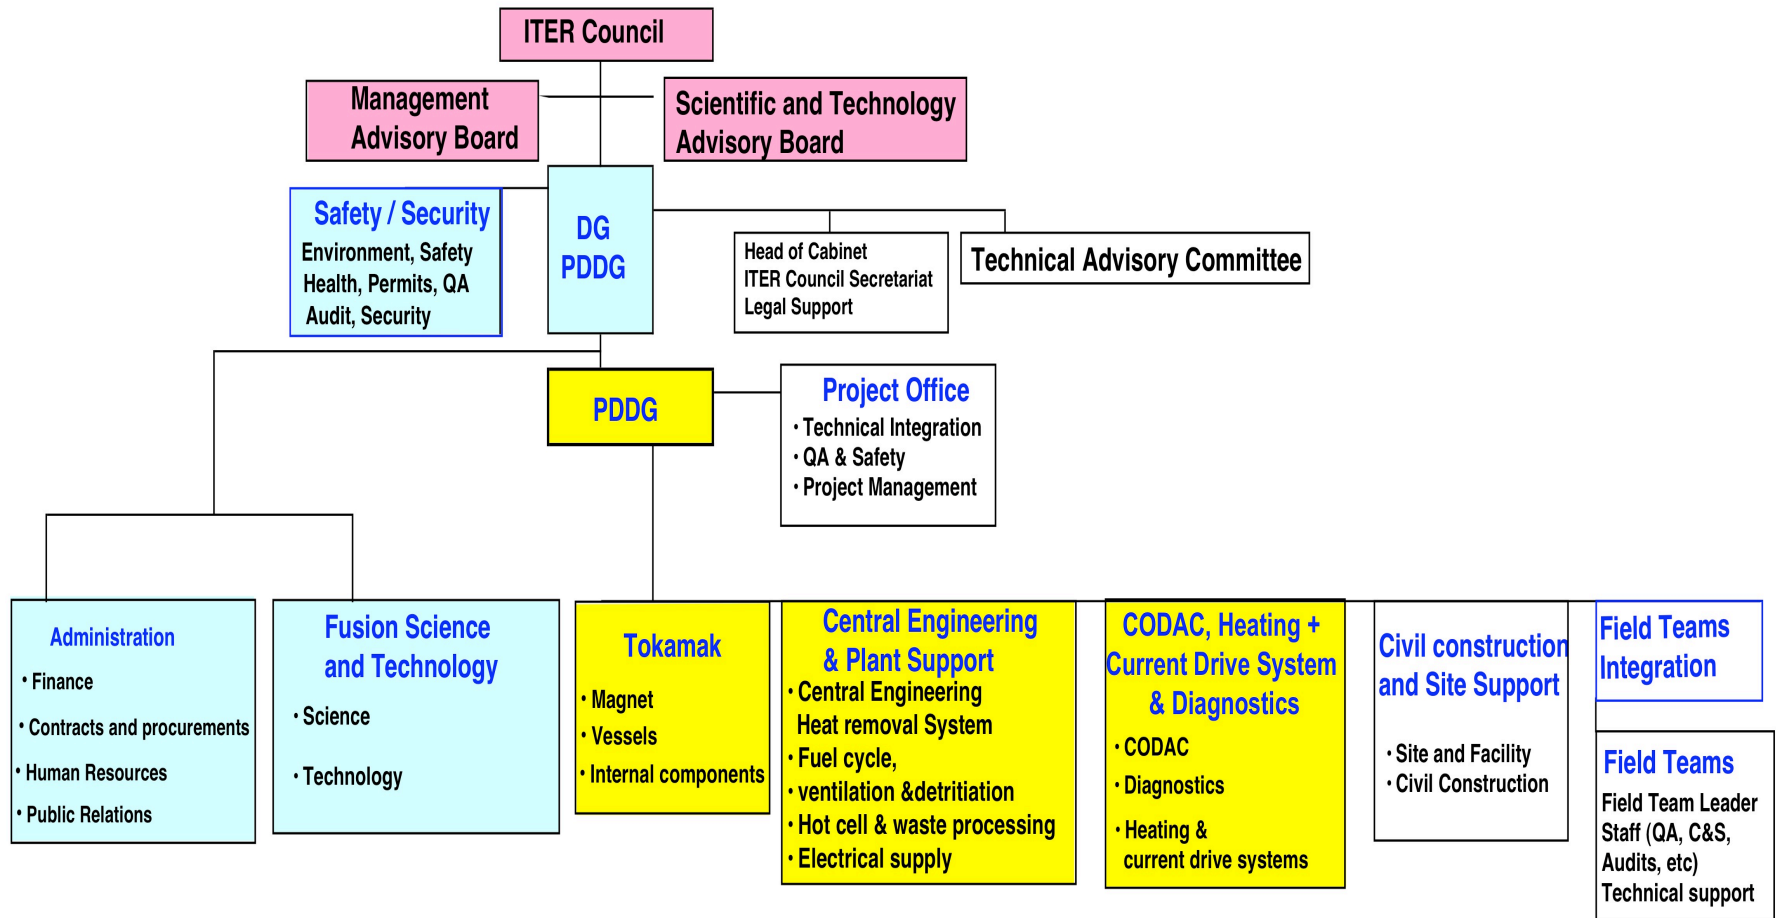 ITER Council
Management
Advisory Board
Scientific and Technology
Advisory Board
Safety / Security
Environment, Safety
Health, Permits, QA
Audit, Security
DG
PDDG
Head of Cabinet
ITER Council Secretariat
Legal Support
Technical Advisory Committee
PDDG
Project Office
• Technical Integration
• QA & Safety
• Project Management
Administration
• Finance
• Contracts and procurements
• Human Resources
• Public Relations
Fusion Science
and Technology
• Science
• Technology
Tokamak
• Magnet
• Vessels
• Internal components
Central Engineering
& Plant Support
• Central Engineering
Heat removal System
• Fuel cycle,
• ventilation &detritiation
• Hot cell & waste processing
• Electrical supply
CODAC, Heating +
Current Drive System
& Diagnostics
• CODAC
• Diagnostics
• Heating &
current drive systems
Civil construction
and Site Support
• Site and Facility
• Civil Construction
Field Teams
Integration
Field Teams
Field Team Leader
Staff (QA, C&S,
Audits, etc)
Technical support